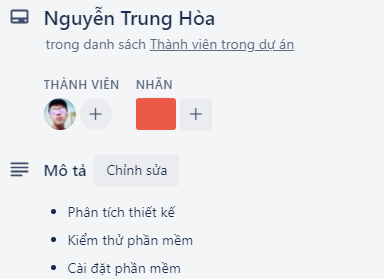 Nguyễn Trung Hòa
trong danh sách Thành viên trong dự án
THÀNH VIÊN NHÃN
Mô tả Chỉnh sửa
Phân tích thiết kế
Kiểm thử phần mềm
Cài đặt phần mềm